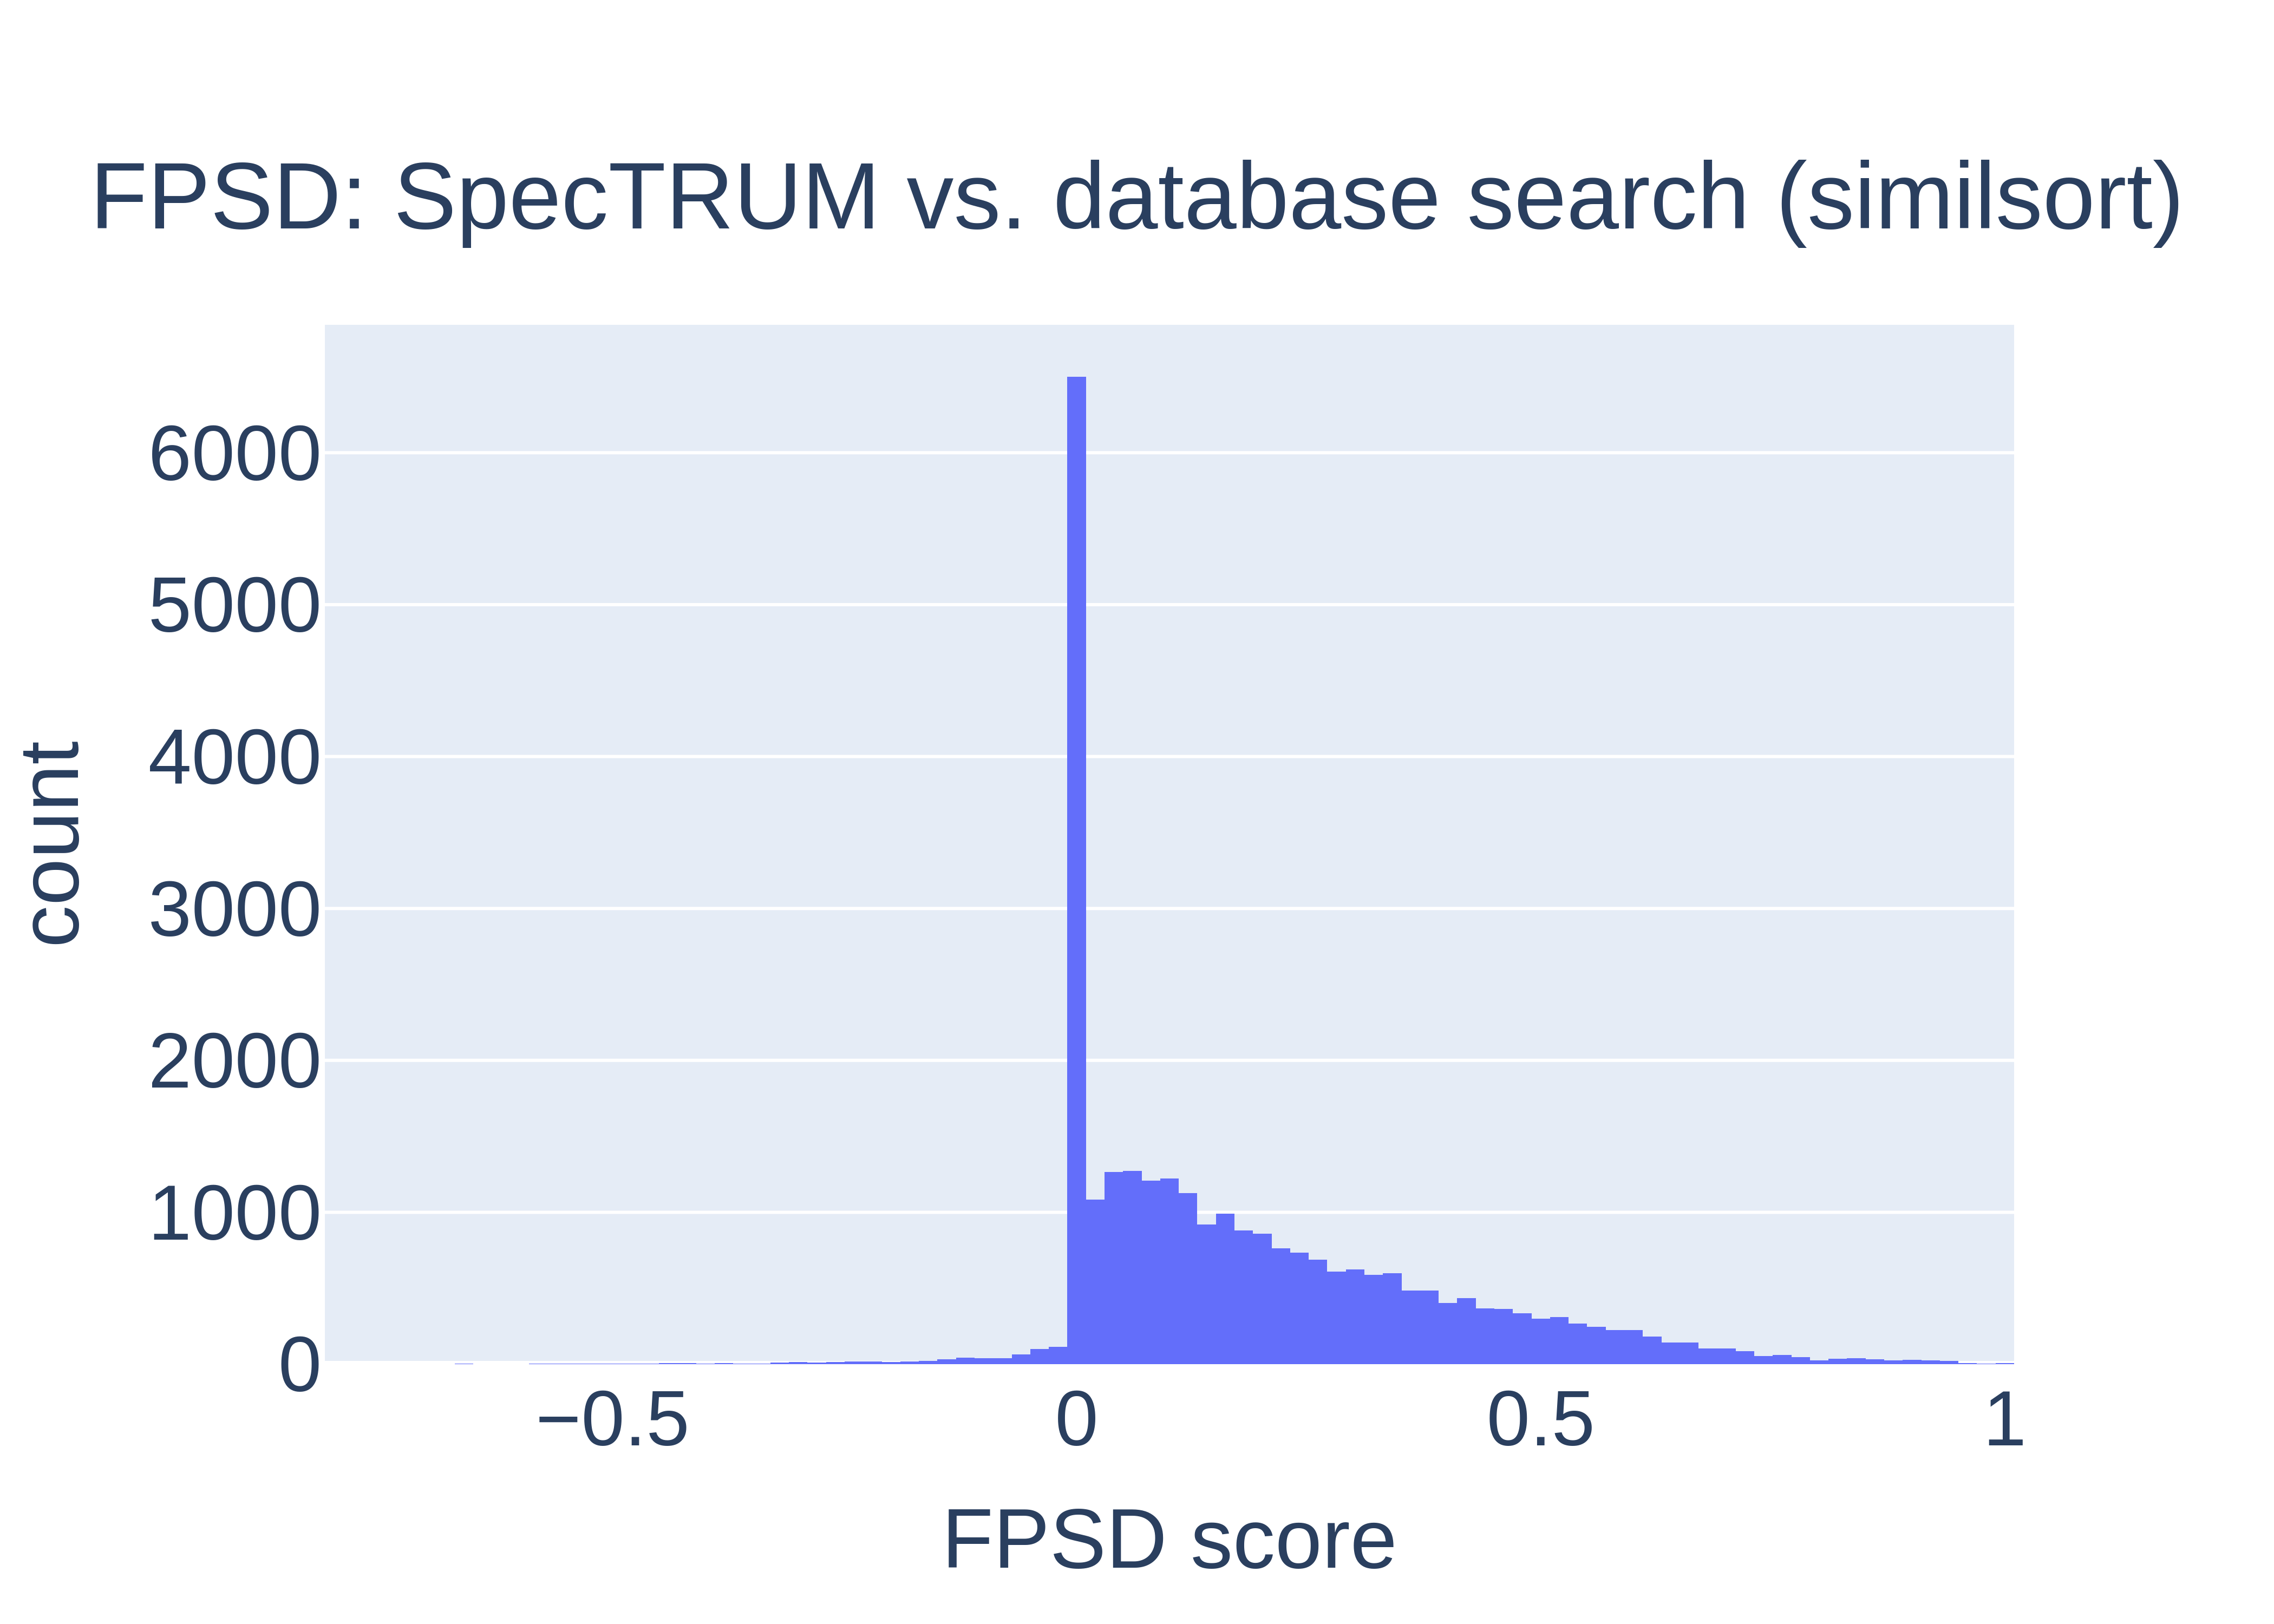 FPSD: SpecTRUM vs. database search (similsort)
6000
5000
4000
3000
2000
1000
0
count
−0.5 0 0.5 1
FPSD score